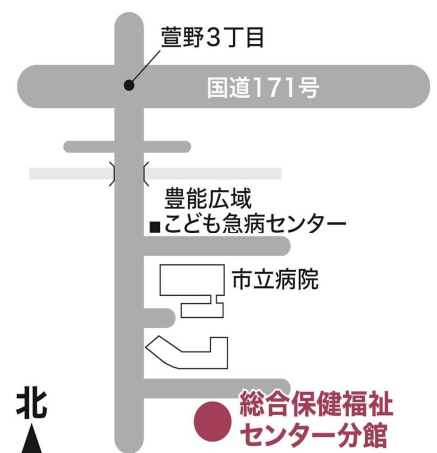 萱野3丁目
国道171号
豊能広域
こども急病センター
市立病院
北
総合保健福祉
センター分館